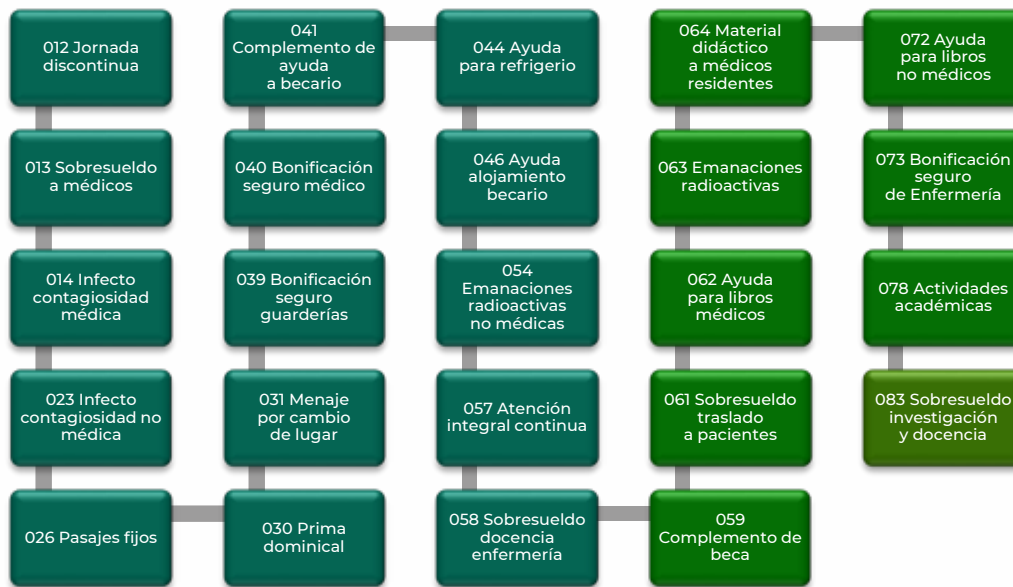 012 Jornada
discontinua
013 Sobresueldo
a médicos
014 Infecto
contagiosidad
médica
023 Infecto
contagiosidad no
médica
026 Pasajes fijos
030 Prima
dominical
031 Menaje
por cambio
de lugar
039 Bonificación
seguro
guarderías
040 Bonificación
seguro médico
041
Complemento de
ayuda
a becario
044 Ayuda
para refrigerio
046 Ayuda
alojamiento
becario
054
Emanaciones
radioactivas
no médicas
057 Atención
integral continua
058 Sobresueldo
docencia
enfermería
059
Complemento de
beca
061 Sobresueldo
traslado
a pacientes
062 Ayuda
para libros
médicos
063 Emanaciones
radioactivas
064 Material
didáctico
a médicos
residentes
072 Ayuda
para libros
no médicos
073 Bonificación
seguro
de Enfermería
078 Actividades
académicas
083 Sobresueldo
investigación
y docencia